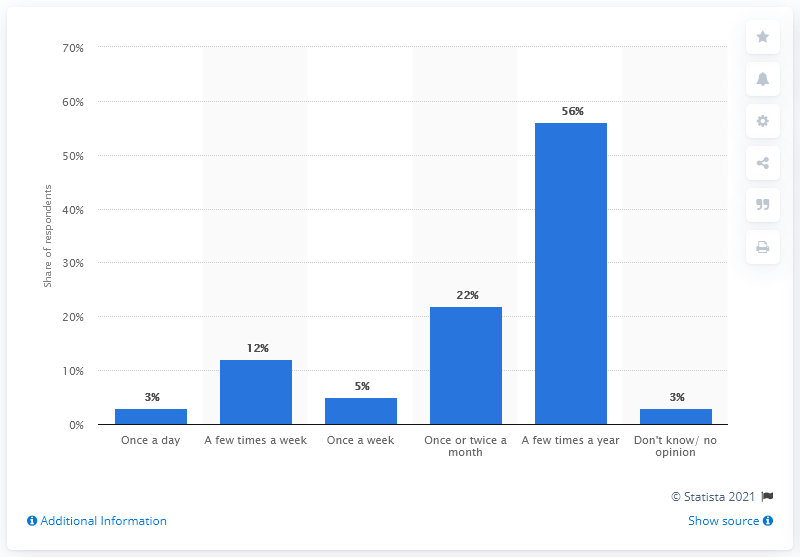 70%
60%
50%
40%
30%
20%
10%
0%
Share of respondents
3%
12%
5%
22%
56%
3%
Once a day
A few times a week
Once a week
Once or twice a
month
A few times a year
Don't know/ no
opinion
© Statista 2021
Additional Information
Show source